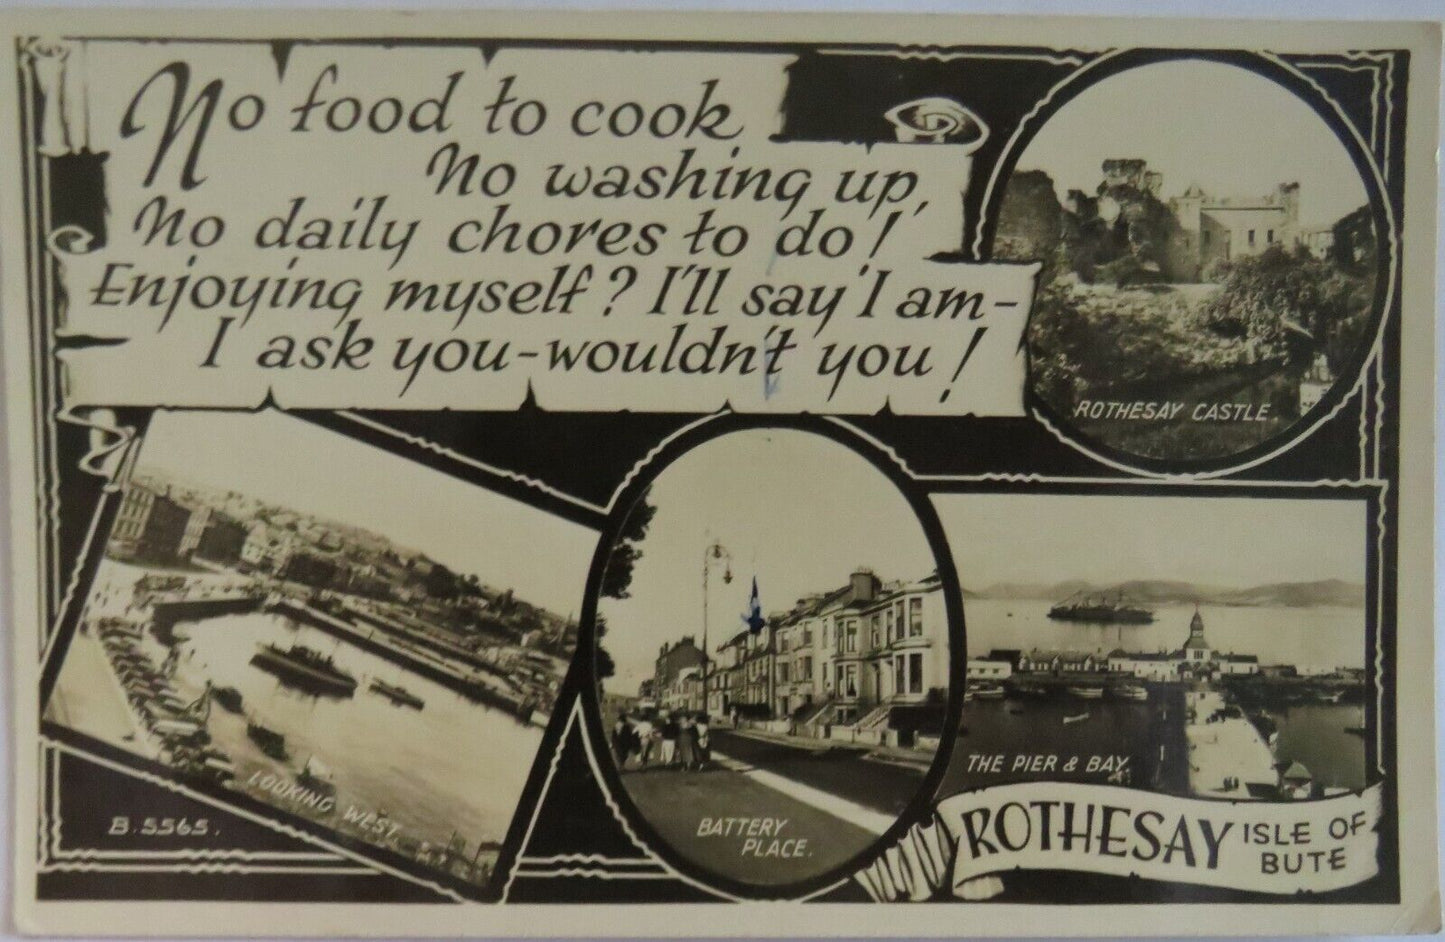 No food to cook,
No washing up,
No daily chores to do!
Enjoying myself? I'll say I am-
I ask you-wouldn't you!
ROTHESAY CASTLE.
LOOKING WEST.
B.5565.
BATTERY
PLACE.
THE PIER & BAY.
ROTHESAY ISLE OF
BUTE